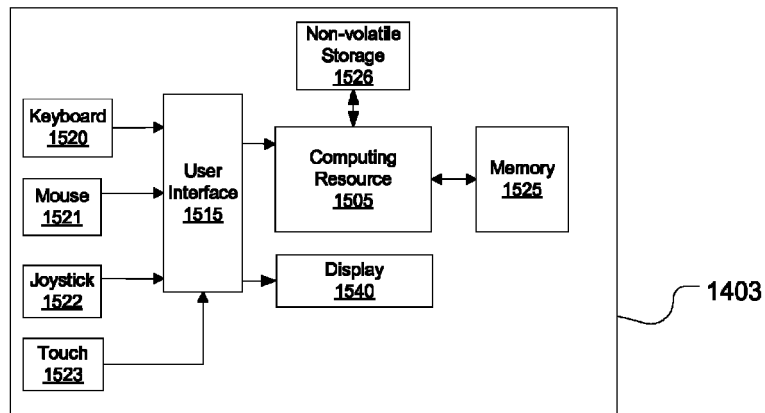 Non-volatile
Storage
1526
Keyboard
1520
User
Interface
1515
Computing
Resource
1505
Memory
1525
Mouse
1521
Joystick
1522
Display
1540
Touch
1523
1403